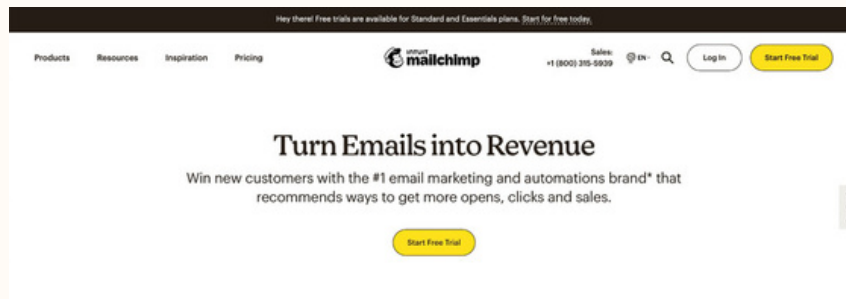 Hey there! Free trials are available for Standard and Essentials plans. Start for free today.
Products Resources Inspiration Pricing
INTUIT
mailchimp
Sales:
+1 (800) 315-5939
EN
Log In
Start Free Trial
Turn Emails into Revenue
Win new customers with the #1 email marketing and automations brand* that
recommends ways to get more opens, clicks and sales.
Start Free Trial